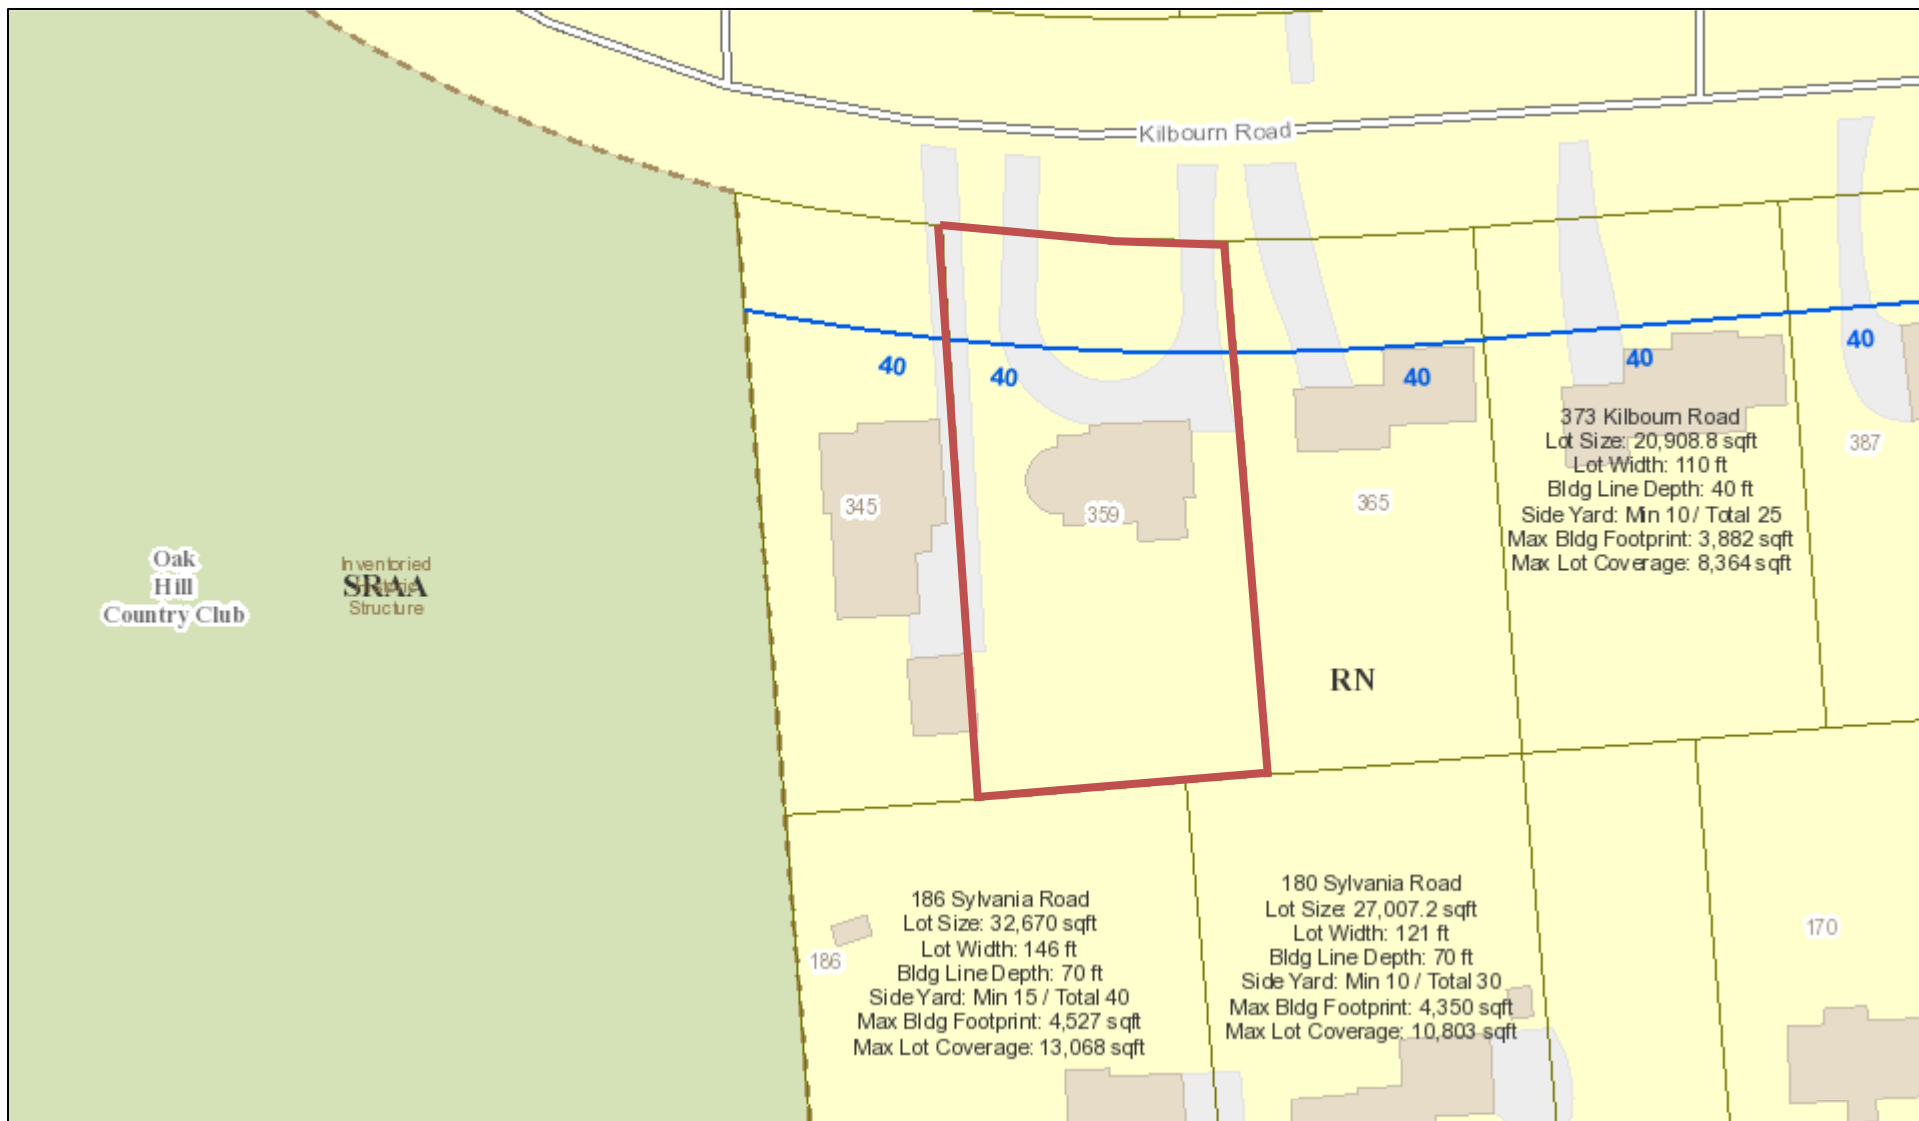 Kilbourn Road
40
40
40
40
40
373 Kilbourn Road
Lot Size: 20,908.8 sqft
Lot Width: 110 ft
Bldg Line Depth: 40 ft
Side Yard: Min 10 / Total 25
Max Bldg Footprint: 3,882 sqft
Max Lot Coverage: 8,364 sqft
387
345
359
365
Oak
Hill
Country Club
Inventoried
Historic
Structure
SRAA
RN
186 Sylvania Road
Lot Size: 32,670 sqft
Lot Width: 146 ft
Bldg Line Depth: 70 ft
Side Yard: Min 15 / Total 40
Max Bldg Footprint: 4,527 sqft
Max Lot Coverage: 13,068 sqft
186
180 Sylvania Road
Lot Size: 27,007.2 sqft
Lot Width: 121 ft
Bldg Line Depth: 70 ft
Side Yard: Min 10 / Total 30
Max Bldg Footprint: 4,350 sqft
Max Lot Coverage: 10,803 sqft
170